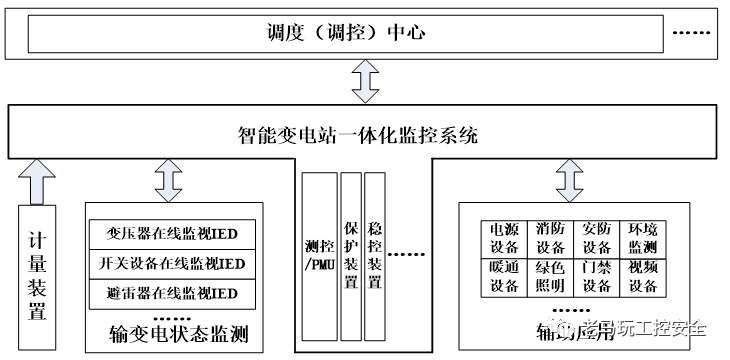 调度（调控）中心
……
智能变电站一体化监控系统
计量装置
变压器在线监视IED
开关设备在线监视IED
避雷器在线监视IED
……
输变电状态监测
测控/PMU
保护装置
稳控装置
……
电源设备
消防设备
安防设备
环境监测
暖通设备
绿色照明
门禁设备
视频设备
……
辅助应用
老马玩工控安全